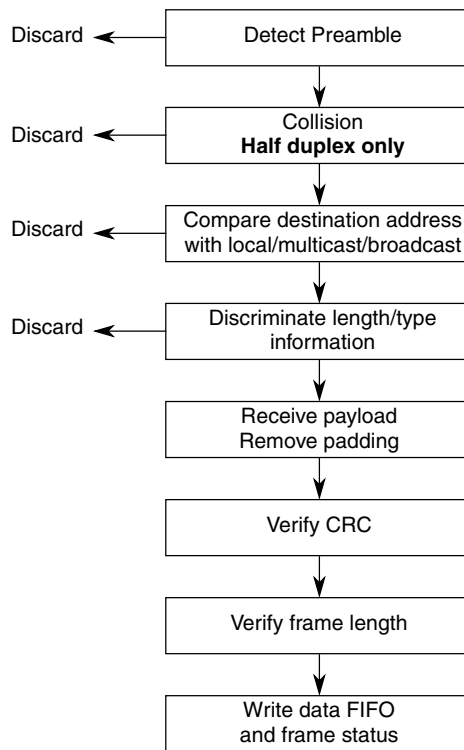 Discard
Detect Preamble
Discard
Collision
Half duplex only
Discard
Compare destination address
with local/multicast/broadcast
Discard
Discriminate length/type
information
Receive payload
Remove padding
Verify CRC
Verify frame length
Write data FIFO
and frame status